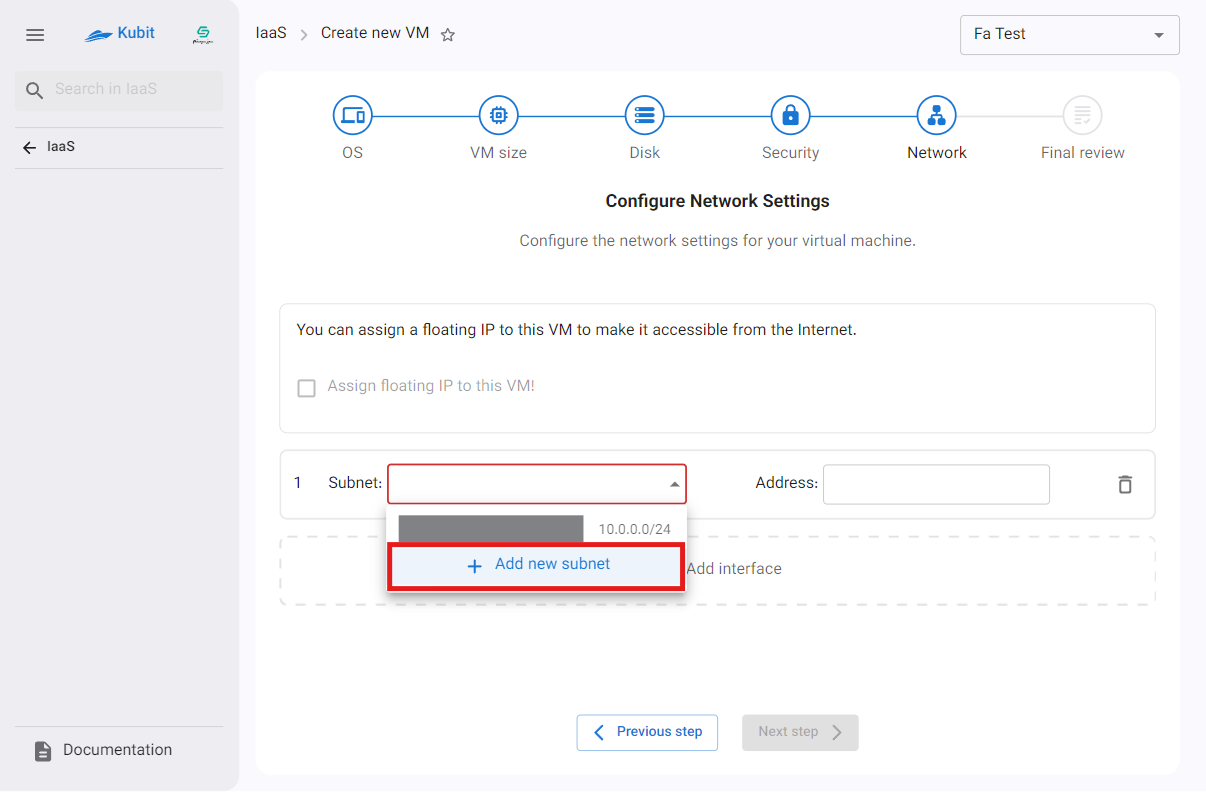 Kubit
IaaS
Create new VM
Fa Test
Search in IaaS
IaaS
OS
VM size
Disk
Security
Network
Final review
Configure Network Settings
Configure the network settings for your virtual machine.
You can assign a floating IP to this VM to make it accessible from the Internet.
Assign floating IP to this VM!
1 Subnet:
Address:
10.0.0.0/24
Add new subnet
Add interface
Previous step
Next step
Documentation